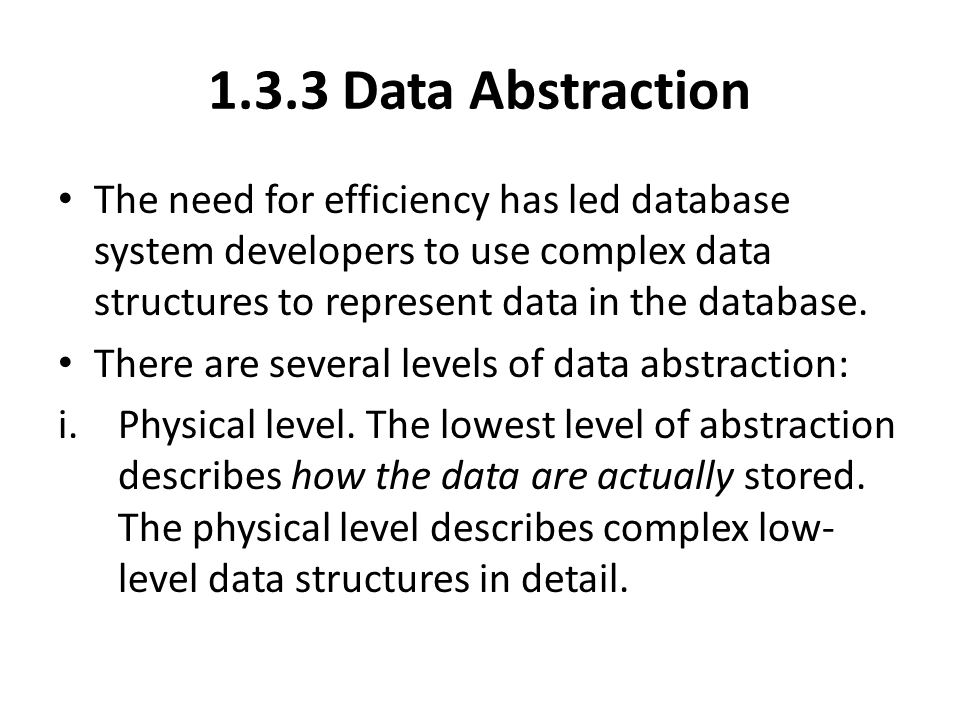 1.3.3 Data Abstraction
• The need for efficiency has led database
system developers to use complex data
structures to represent data in the database.
• There are several levels of data abstraction:
i. Physical level. The lowest level of abstraction
describes how the data are actually stored.
The physical level describes complex low-
level data structures in detail.